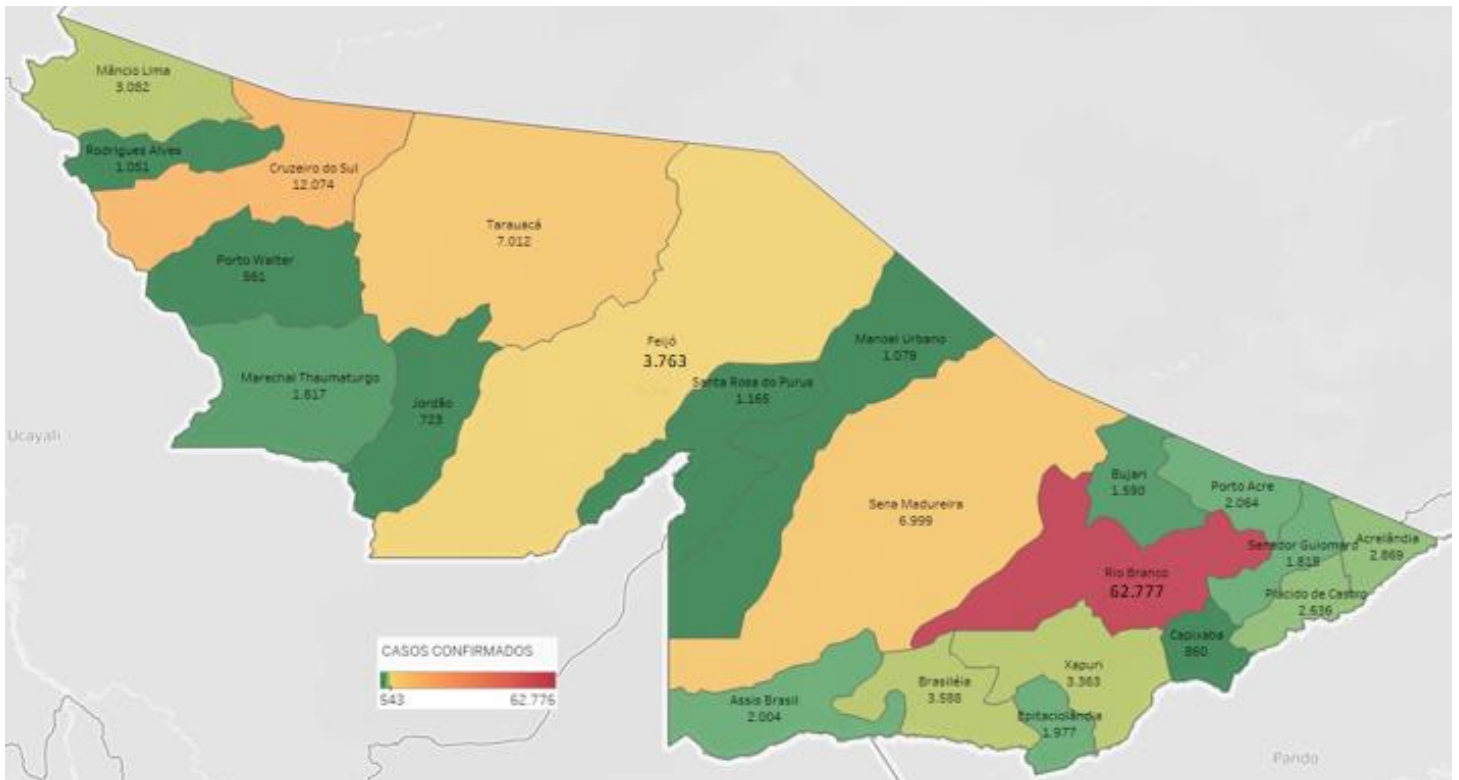 Mâncio Lima
3.082
Rodrigues Alves
1.051
Cruzeiro do Sul
12.074
Tarauacá
7.012
Porto Walter
861
Feijó
3.763
Manoel Urbano
1.079
Marechal Thaumaturgo
1.617
Santa Rosa do Purus
1.165
Jordão
723
Ucayali
Bujari
1.590
Porto Acre
2.064
Sena Madureira
6.999
Senador Guiomard
1.818
Acrelândia
2.869
Rio Branco
62.777
Plácido de Castro
2.636
Capixaba
860
CASOS CONFIRMADOS
543 62.776
Xapuri
3.363
Brasiléia
3.588
Assis Brasil
2.004
Epitaciolândia
1.977
Pando